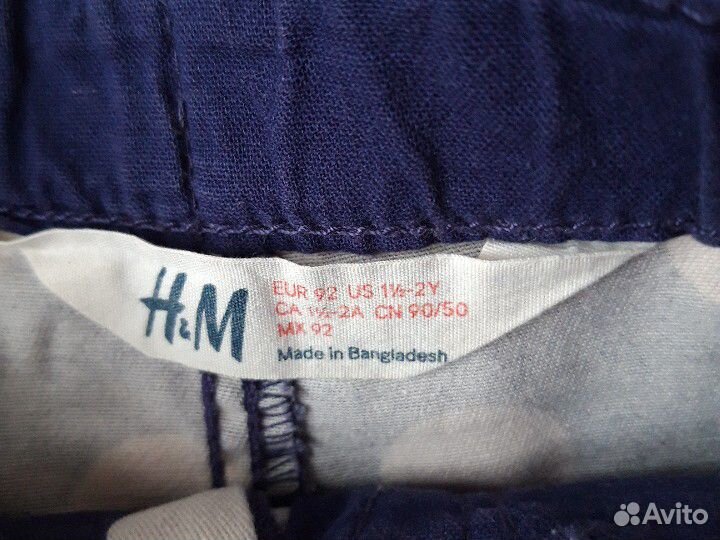 H&M
EUR 92 US 1½-2Y
CA 1½-2A CN 90/50
MX 92
Made in Bangladesh
Avito